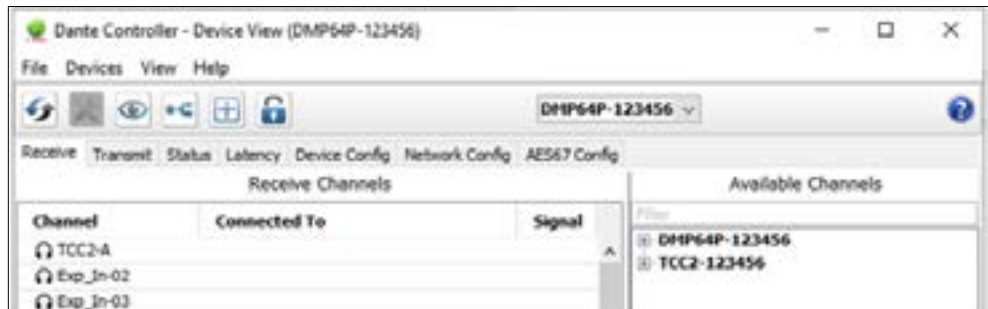 Dante Controller - Device View (DMP64P-123456)
File Devices View Help
DMP64P-123456
Receive Transmit Status Latency Device Config Network Config AES67 Config
Receive Channels Available Channels
Channel Connected To Signal
Filter
TCC2-A
DMP64P-123456
Exp_In-02
TCC2-123456
Exp_In-03